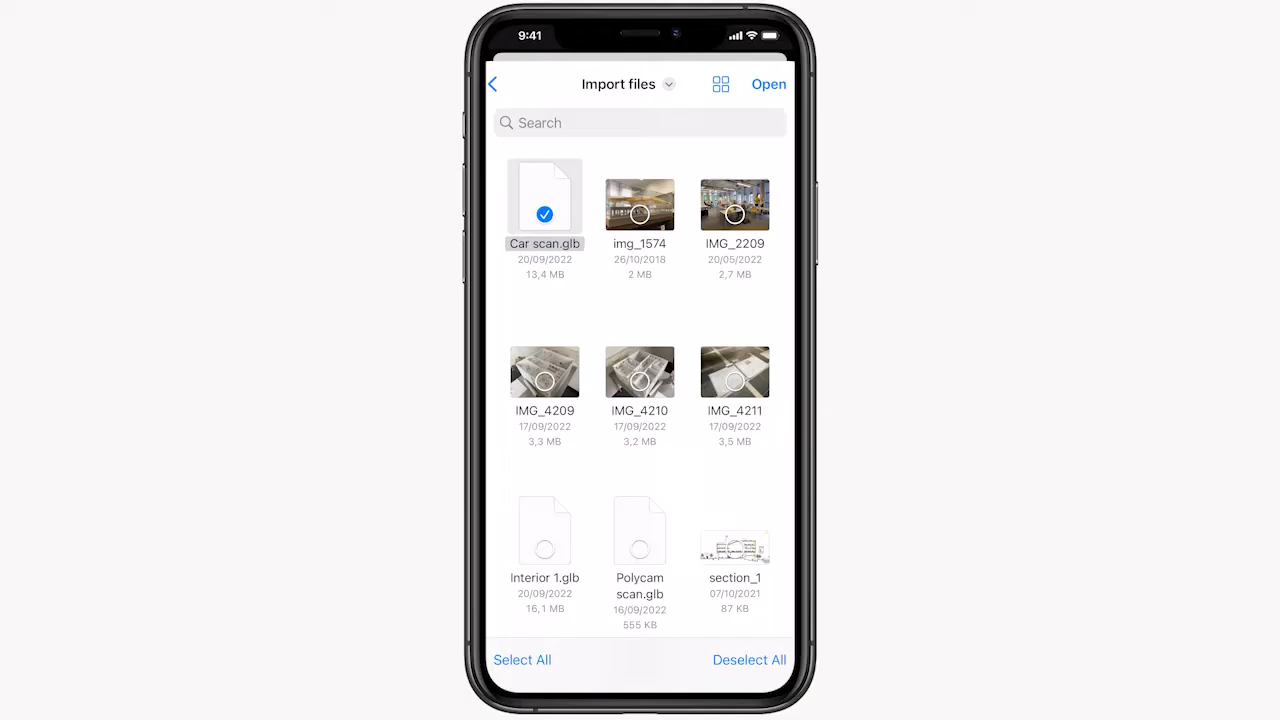 9:41
Import files
Open
Search
Car scan.glb
20/09/2022
13,4 MB
img_1574
26/10/2018
2 MB
IMG_2209
20/05/2022
2,7 MB
IMG_4209
17/09/2022
3,3 MB
IMG_4210
17/09/2022
3,2 MB
IMG_4211
17/09/2022
3,5 MB
Interior 1.glb
20/09/2022
16,1 MB
Polycam
scan.glb
16/09/2022
555 KB
section_1
07/10/2021
87 KB
Select All
Deselect All